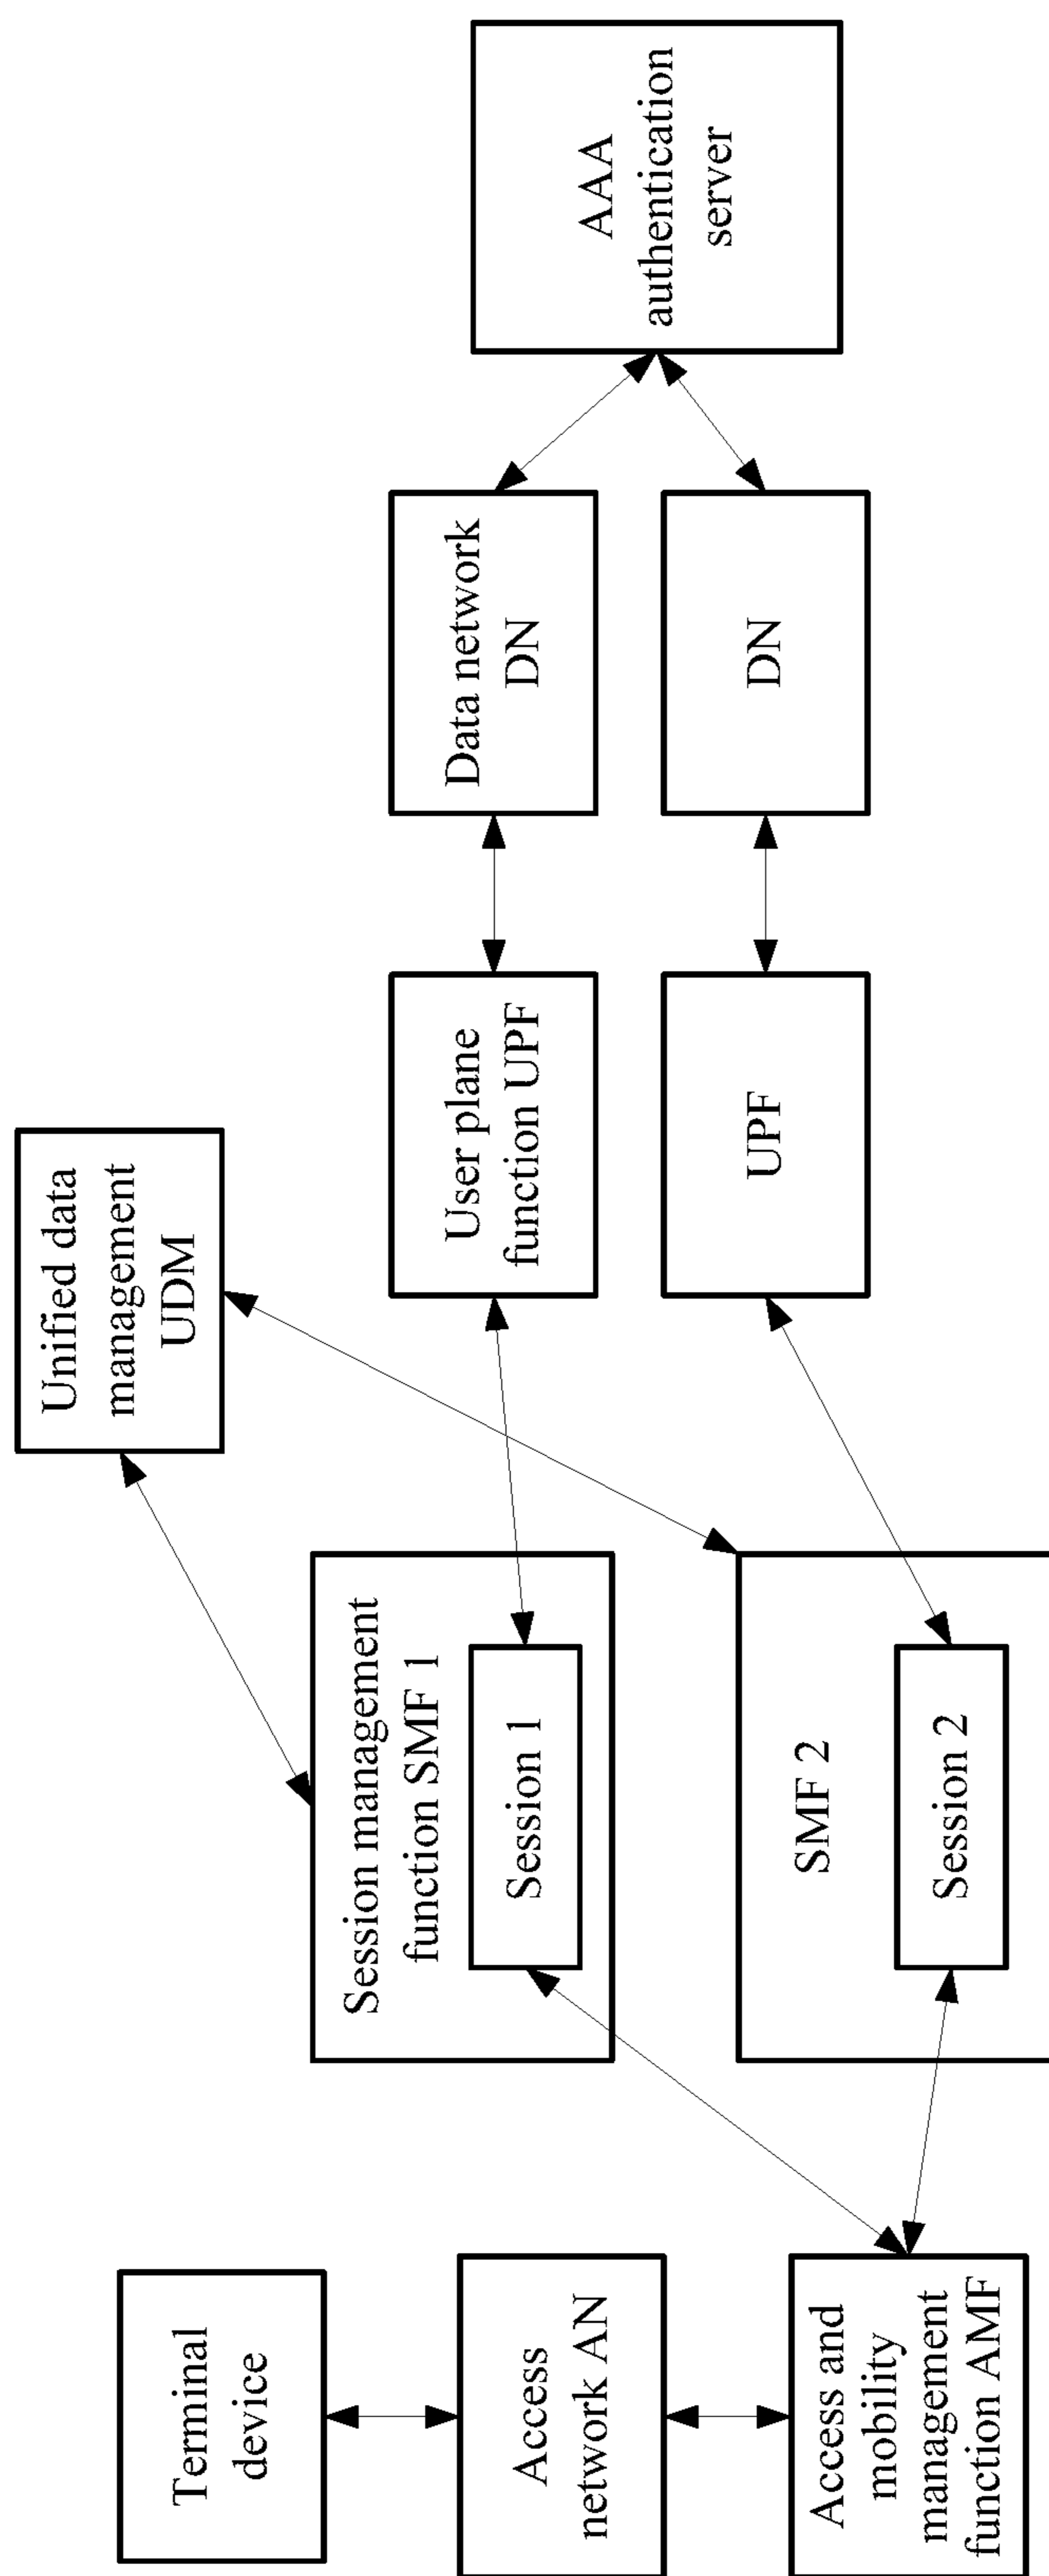 Terminal
device
Access
network AN
Access and
mobility
management
function AMF
Session management
function SMF 1
Session 1
SMF 2
Session 2
Unified data
management
UDM
User plane
function UPF
UPF
Data network
DN
DN
AAA
authentication
server